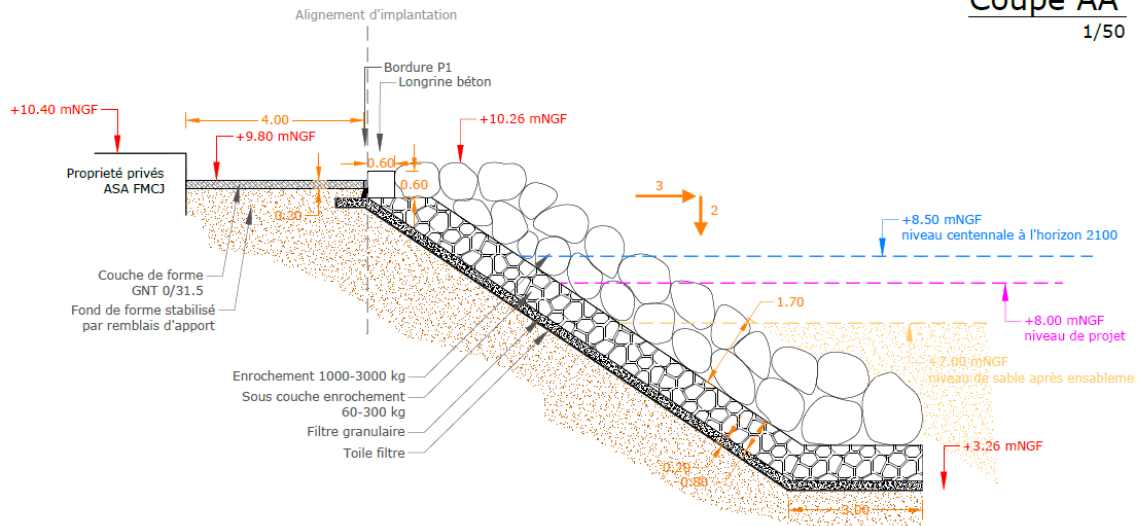 Coupe AA
1/50
Alignement d'implantation
Bordure P1
Longrine béton
+10.40 mNGF
4.00
+9.80 mNGF
+10.26 mNGF
Proprieté privés
ASA FMCJ
0.60
0.60
0.20
3
2
+8.50 mNGF
niveau centennale à l'horizon 2100
Couche de forme
GNT 0/31.5
Fond de forme stabilisé
par remblais d'apport
1.70
+8.00 mNGF
niveau de projet
+7.00 mNGF
niveau de sable après ensableme
Enrochement 1000-3000 kg
Sous couche enrochement
60-300 kg
Filtre granulaire
Toile filtre
0.20
0.80
+3.26 mNGF
3.00